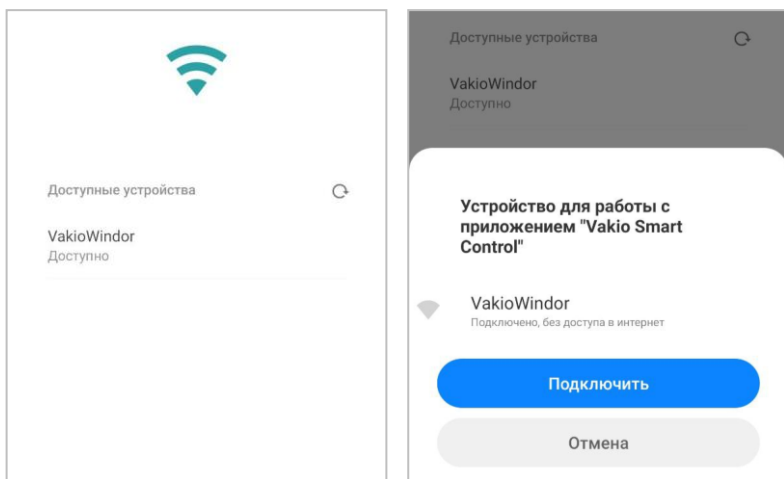 Доступные устройства
VakioWindor
Доступно
Доступные устройства
VakioWindor
Доступно
Устройство для работы с
приложением "Vakio Smart
Control"
VakioWindor
Подключено, без доступа в интернет
Подключить
Отмена